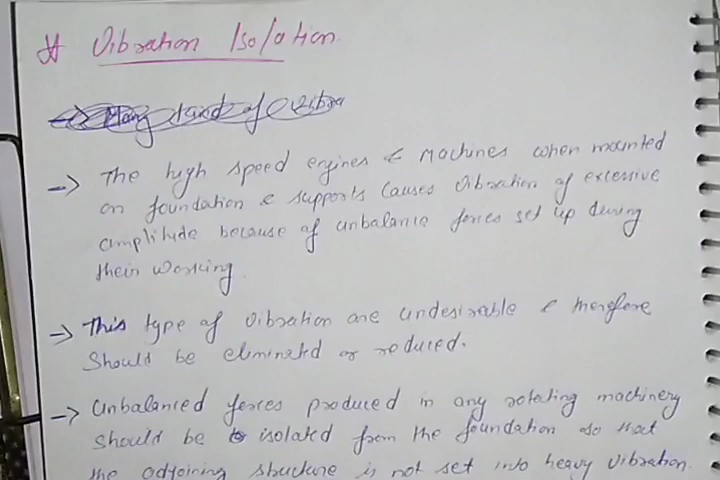 * Vibration Isolation.
→ The high speed engines & Machines when mounted
on foundation & supports causes vibration of excessive
amplitude because of unbalance forces set up during
their working.
→ This type of vibration are undesirable & therefore
should be eliminated or reduced.
→ Unbalanced forces produced in any rotating machinery
should be isolated from the foundation so that
the adjoining structure is not set into heavy vibration.